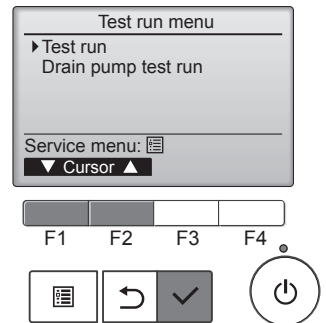 Test run menu
Test run
Drain pump test run
Service menu:
▼ Cursor ▲
F1 F2 F3 F4